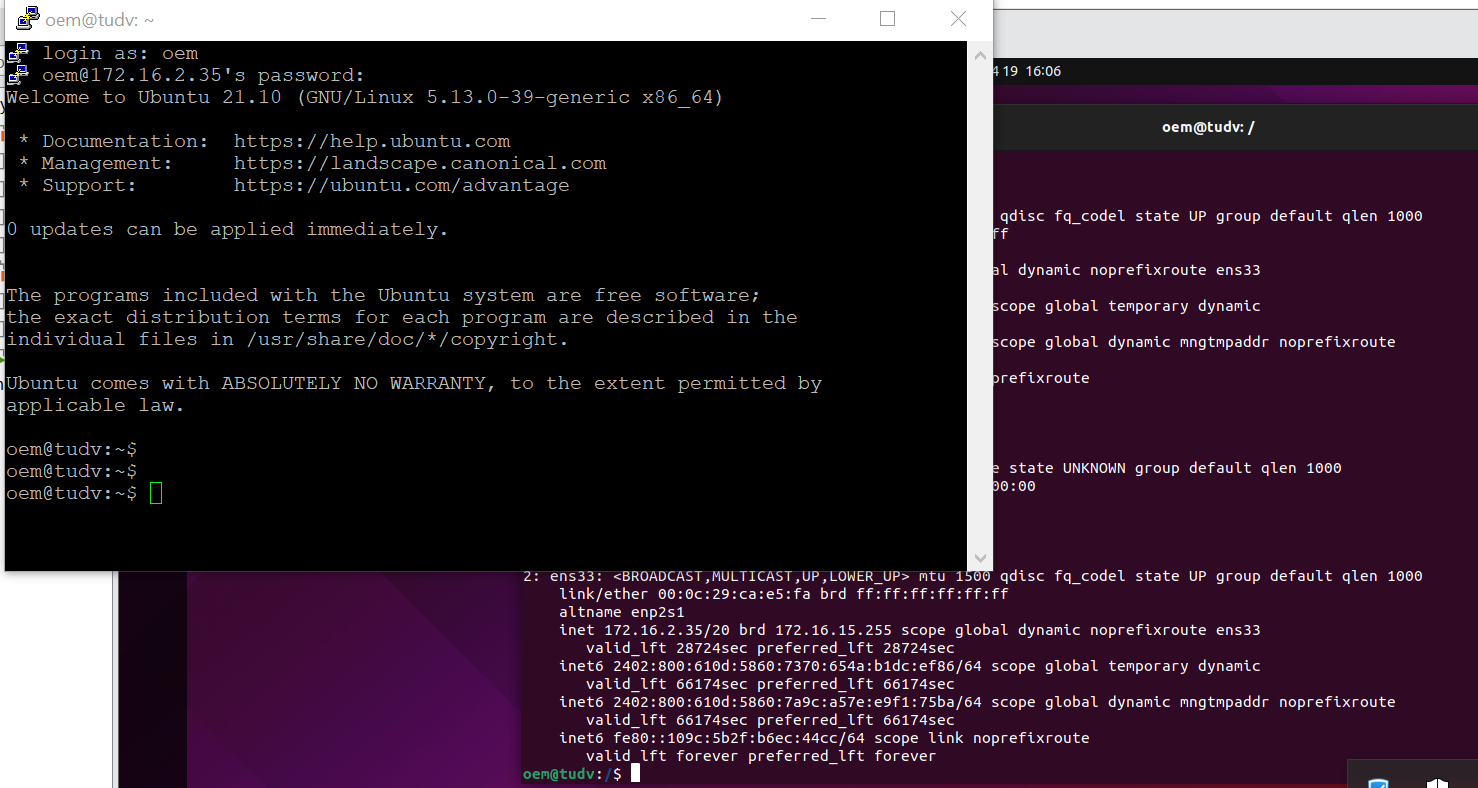 oem@tudv: ~
login as: oem
oem@172.16.2.35's password:
Welcome to Ubuntu 21.10 (GNU/Linux 5.13.0-39-generic x86_64)
* Documentation:  https://help.ubuntu.com
* Management:     https://landscape.canonical.com
* Support:        https://ubuntu.com/advantage
0 updates can be applied immediately.
The programs included with the Ubuntu system are free software;
the exact distribution terms for each program are described in the
individual files in /usr/share/doc/*/copyright.
Ubuntu comes with ABSOLUTELY NO WARRANTY, to the extent permitted by
applicable law.
oem@tudv:~$
oem@tudv:~$
oem@tudv:~$
19 16:06
oem@tudv: /
qdisc fq_codel state UP group default qlen 1000
ff
al dynamic noprefixroute ens33
scope global temporary dynamic
scope global dynamic mngtmpaddr noprefixroute
prefixroute
e state UNKNOWN group default qlen 1000
00:00
2: ens33: <BROADCAST,MULTICAST,UP,LOWER_UP> mtu 1500 qdisc fq_codel state UP group default qlen 1000
link/ether 00:0c:29:ca:e5:fa brd ff:ff:ff:ff:ff:ff
altname enp2s1
inet 172.16.2.35/20 brd 172.16.15.255 scope global dynamic noprefixroute ens33
valid_lft 28724sec preferred_lft 28724sec
inet6 2402:800:610d:5860:7370:654a:b1dc:ef86/64 scope global temporary dynamic
valid_lft 66174sec preferred_lft 66174sec
inet6 2402:800:610d:5860:7a9c:a57e:e9f1:75ba/64 scope global dynamic mngtmpaddr noprefixroute
valid_lft 66174sec preferred_lft 66174sec
inet6 fe80::109c:5b2f:b6ec:44cc/64 scope link noprefixroute
valid_lft forever preferred_lft forever
oem@tudv:/$